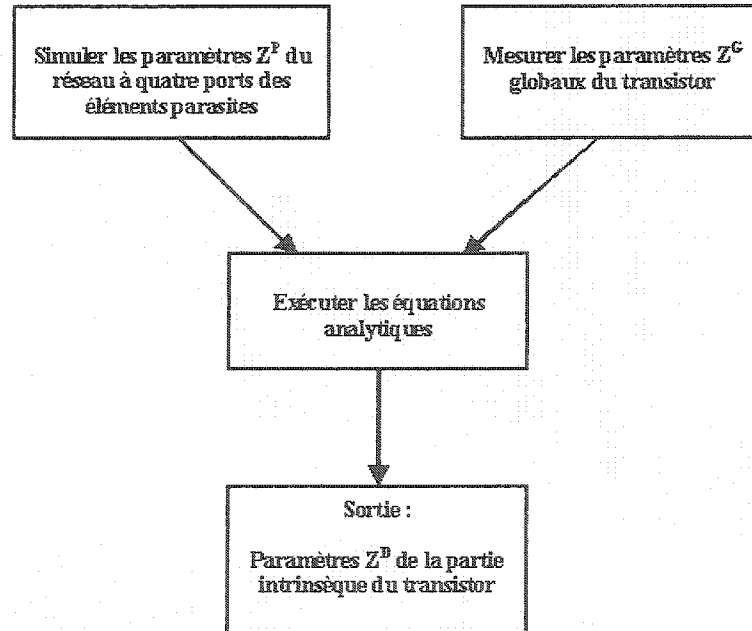 Simuler les paramètres Z^P du
réseau à quatre ports des
éléments parasites
Mesurer les paramètres Z^G
globaux du transistor
Exécuter les équations
analytiques
Sortie :
Paramètres Z^D de la partie
intrinsèque du transistor